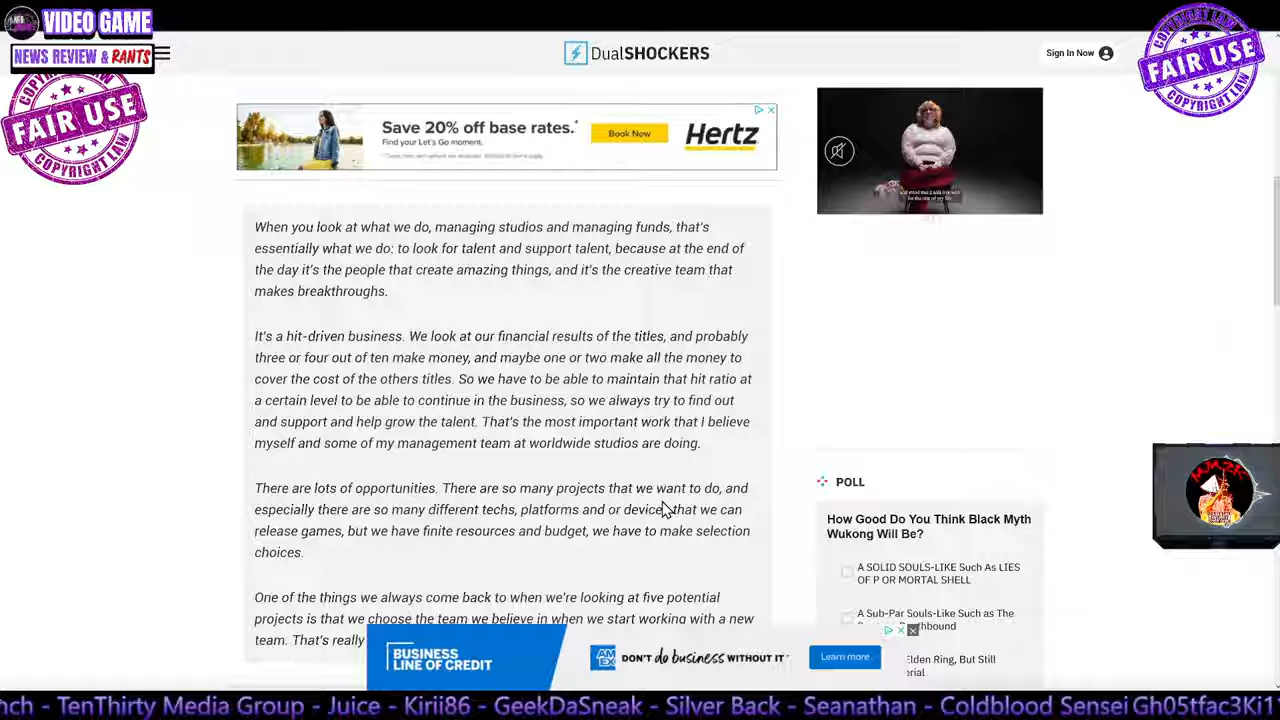 VIDEO GAME
NEWS REVIEW & RANTS
COPYRIGHT LAW
FAIR USE
COPYRIGHT LAW
DualSHOCKERS
Sign In Now
COPYRIGHT LAW
FAIR USE
COPYRIGHT LAW
Save 20% off base rates.*
Find your Let's Go moment.
Book Now
Hertz
When you look at what we do, managing studios and managing funds, that's
essentially what we do: to look for talent and support talent, because at the end of
the day it's the people that create amazing things, and it's the creative team that
makes breakthroughs.
It's a hit-driven business. We look at our financial results of the titles, and probably
three or four out of ten make money, and maybe one or two make all the money to
cover the cost of the others titles. So we have to be able to maintain that hit ratio at
a certain level to be able to continue in the business, so we always try to find out
and support and help grow the talent. That's the most important work that I believe
myself and some of my management team at worldwide studios are doing.
There are lots of opportunities. There are so many projects that we want to do, and
especially there are so many different techs, platforms and or devices that we can
release games, but we have finite resources and budget, we have to make selection
choices.
One of the things we always come back to when we're looking at five potential
projects is that we choose the team we believe in when we start working with a new
team. That's really
POLL
How Good Do You Think Black Myth
Wukong Will Be?
A SOLID SOULS-LIKE Such As LIES
OF P OR MORTAL SHELL
A Sub-Par Souls-Like Such as The
Elden Ring, But Still
BUSINESS
LINE OF CREDIT
AM
EX
DON'T do business WITHOUT IT
Learn more
nch - TenThirty Media Group - Juice - Kirii86 - GeekDaSneak - Silver Back - Seanathan - Coldblood Sensei Gh05tfac3Ki1